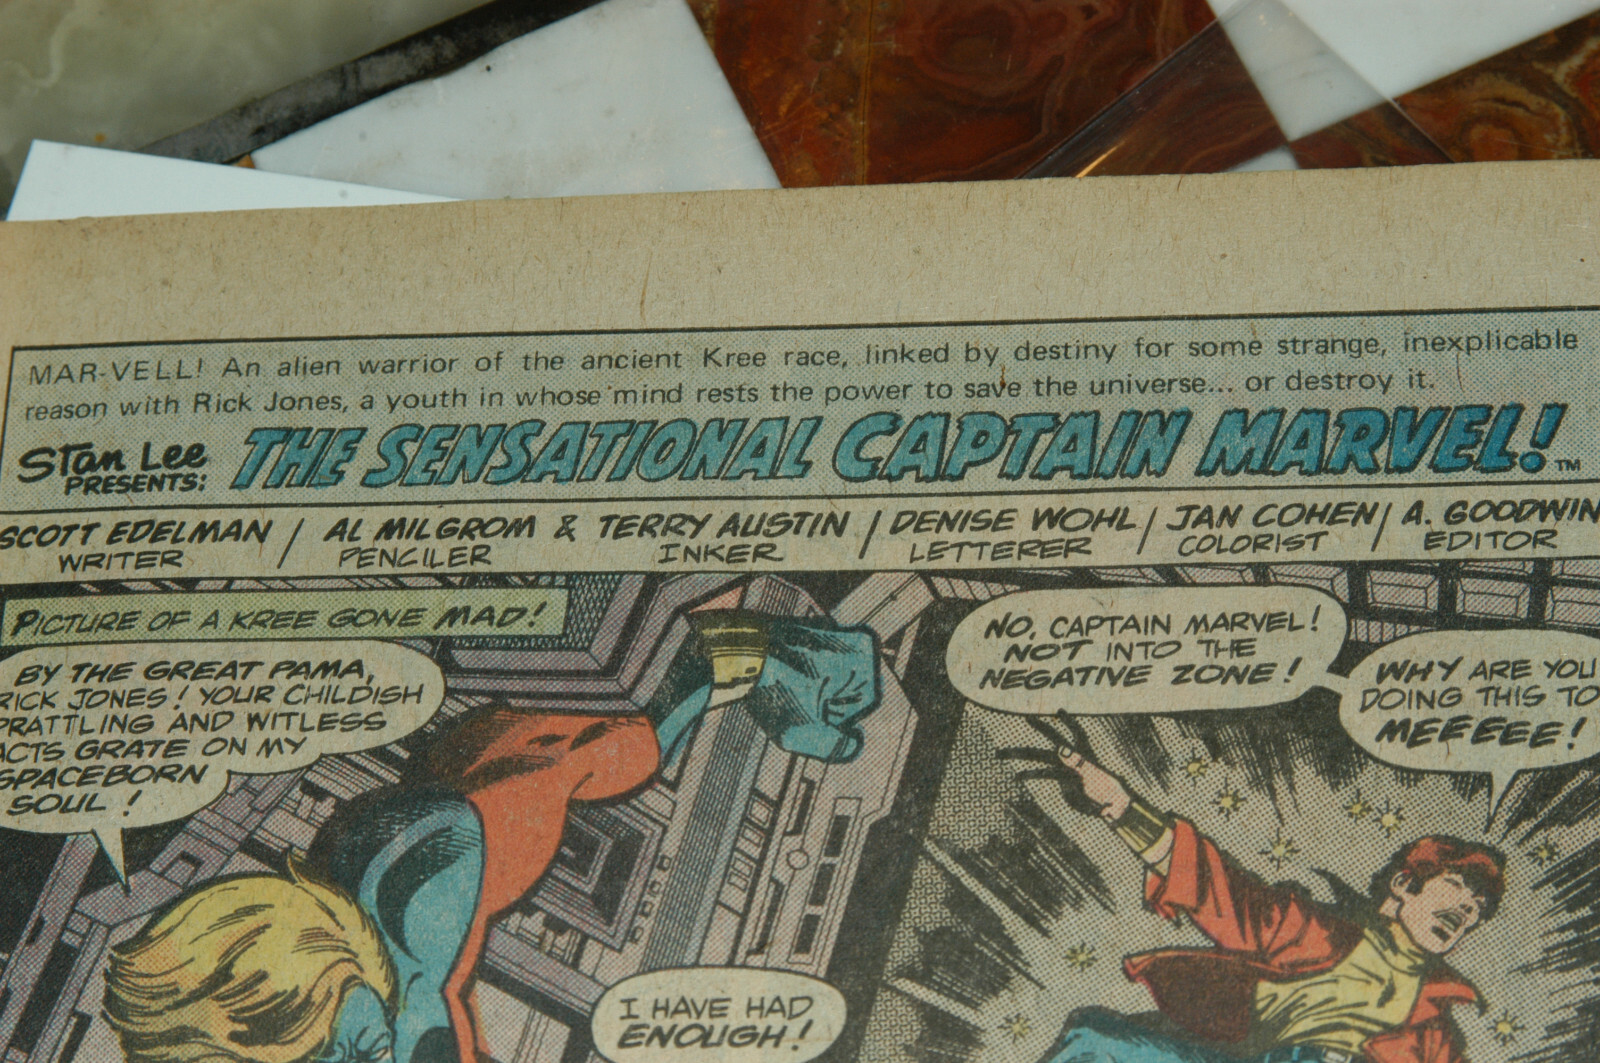 MAR-VELL! An alien warrior of the ancient Kree race, linked by destiny for some strange, inexplicable
reason with Rick Jones, a youth in whose mind rests the power to save the universe... or destroy it.
Stan Lee
PRESENTS:
THE SENSATIONAL CAPTAIN MARVEL! TM
SCOTT EDELMAN / AL MILGROM & TERRY AUSTIN / DENISE WOHL / JAN COHEN / A. GOODWIN
WRITER PENCILER INKER LETTERER COLORIST EDITOR
PICTURE OF A KREE GONE MAD!
BY THE GREAT PAMA,
RICK JONES! YOUR CHILDISH
PRATTLING AND WITLESS
ACTS GRATE ON MY
SPACEBORN
SOUL!
NO, CAPTAIN MARVEL!
NOT INTO THE
NEGATIVE ZONE!
WHY ARE YOU
DOING THIS TO
MEEEEE!
I HAVE HAD
ENOUGH!